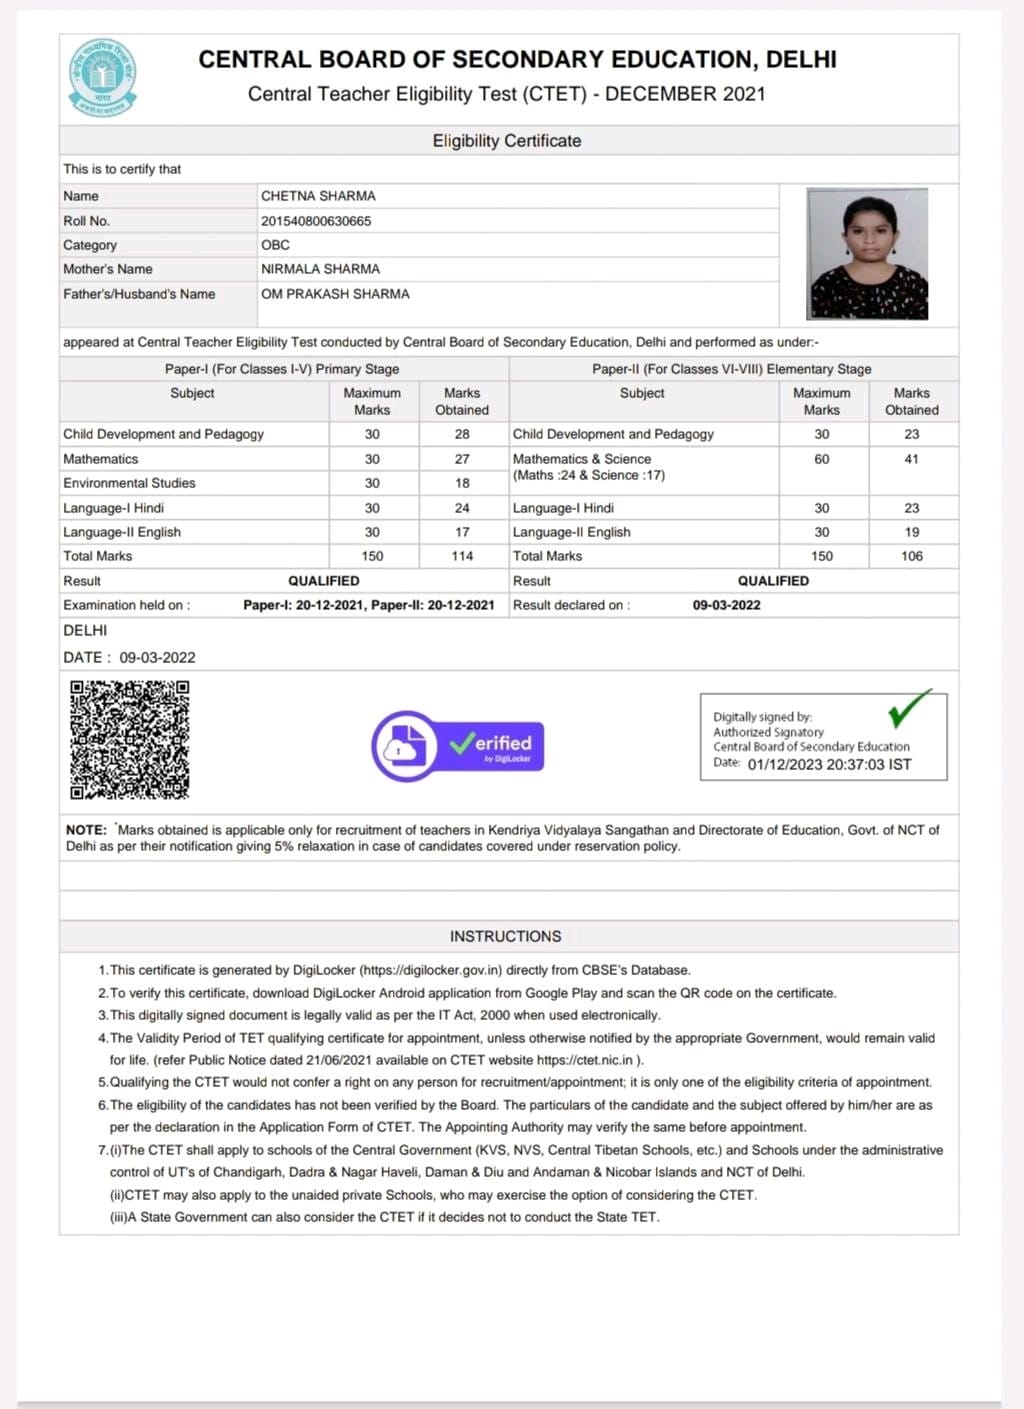 CENTRAL BOARD OF SECONDARY EDUCATION, DELHI
Central Teacher Eligibility Test (CTET) - DECEMBER 2021
भारत
Eligibility Certificate
This is to certify that
Name CHETNA SHARMA
Roll No. 201540800630665
Category OBC
Mother's Name NIRMALA SHARMA
Father's/Husband's Name OM PRAKASH SHARMA
appeared at Central Teacher Eligibility Test conducted by Central Board of Secondary Education, Delhi and performed as under:-
Paper-I (For Classes I-V) Primary Stage Paper-II (For Classes VI-VIII) Elementary Stage
Subject Maximum Marks Subject Maximum Marks
Marks Obtained Marks Obtained
Child Development and Pedagogy 30 28 Child Development and Pedagogy 30 23
Mathematics 30 27 Mathematics & Science 60 41
(Maths :24 & Science :17)
Environmental Studies 30 18
Language-I Hindi 30 24 Language-I Hindi 30 23
Language-II English 30 17 Language-II English 30 19
Total Marks 150 114 Total Marks 150 106
Result QUALIFIED Result QUALIFIED
Examination held on : Paper-I: 20-12-2021, Paper-II: 20-12-2021 Result declared on : 09-03-2022
DELHI
DATE : 09-03-2022
erified
by DigiLocker
Digitally signed by:
Authorized Signatory
Central Board of Secondary Education
Date: 01/12/2023 20:37:03 IST
NOTE: *Marks obtained is applicable only for recruitment of teachers in Kendriya Vidyalaya Sangathan and Directorate of Education, Govt. of NCT of
Delhi as per their notification giving 5% relaxation in case of candidates covered under reservation policy.
INSTRUCTIONS
1.This certificate is generated by DigiLocker (https://digilocker.gov.in) directly from CBSE's Database.
2.To verify this certificate, download DigiLocker Android application from Google Play and scan the QR code on the certificate.
3.This digitally signed document is legally valid as per the IT Act, 2000 when used electronically.
4.The Validity Period of TET qualifying certificate for appointment, unless otherwise notified by the appropriate Government, would remain valid
for life. (refer Public Notice dated 21/06/2021 available on CTET website https://ctet.nic.in ).
5.Qualifying the CTET would not confer a right on any person for recruitment/appointment; it is only one of the eligibility criteria of appointment.
6.The eligibility of the candidates has not been verified by the Board. The particulars of the candidate and the subject offered by him/her are as
per the declaration in the Application Form of CTET. The Appointing Authority may verify the same before appointment.
7.(i)The CTET shall apply to schools of the Central Government (KVS, NVS, Central Tibetan Schools, etc.) and Schools under the administrative
control of UT's of Chandigarh, Dadra & Nagar Haveli, Daman & Diu and Andaman & Nicobar Islands and NCT of Delhi.
(ii)CTET may also apply to the unaided private Schools, who may exercise the option of considering the CTET.
(iii)A State Government can also consider the CTET if it decides not to conduct the State TET.